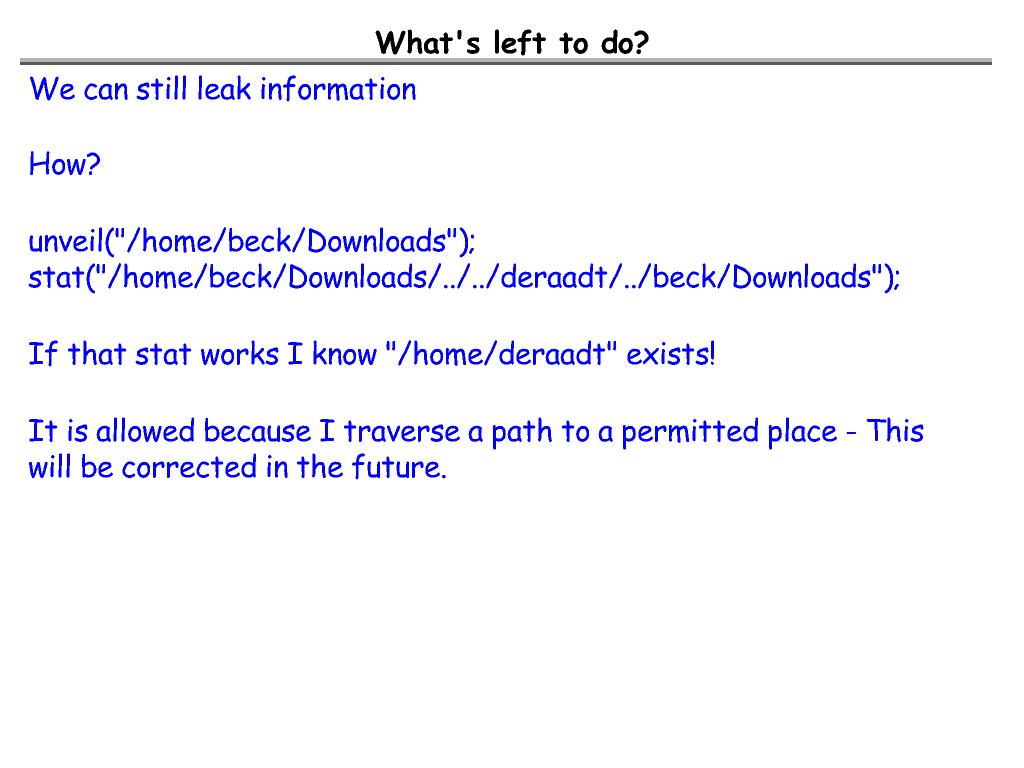 What's left to do?
We can still leak information
How?
unveil("/home/beck/Downloads");
stat("/home/beck/Downloads/../../deraadt/../beck/Downloads");
If that stat works I know "/home/deraadt" exists!
It is allowed because I traverse a path to a permitted place - This
will be corrected in the future.